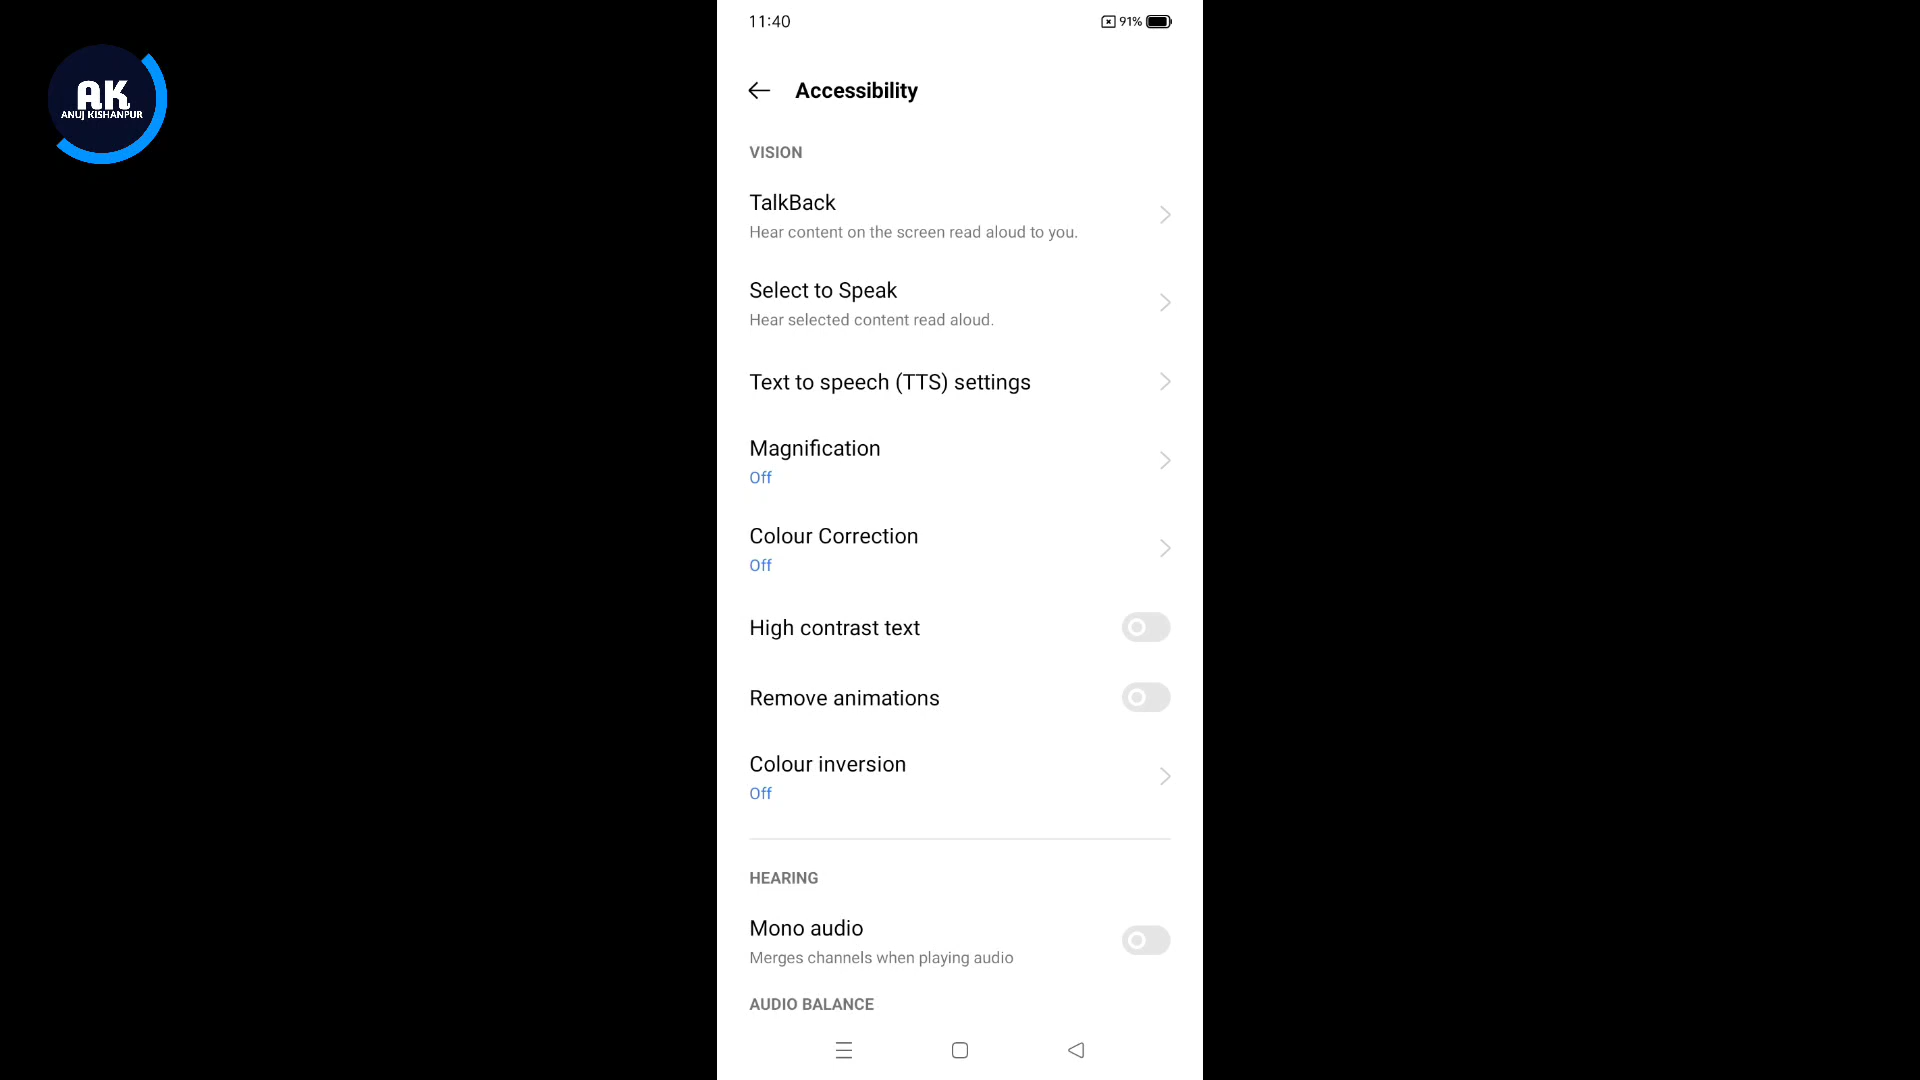 11:40
91%
AK
ANUJ KISHANPUR
Accessibility
VISION
TalkBack
Hear content on the screen read aloud to you.
Select to Speak
Hear selected content read aloud.
Text to speech (TTS) settings
Magnification
Off
Colour Correction
Off
High contrast text
Remove animations
Colour inversion
Off
HEARING
Mono audio
Merges channels when playing audio
AUDIO BALANCE